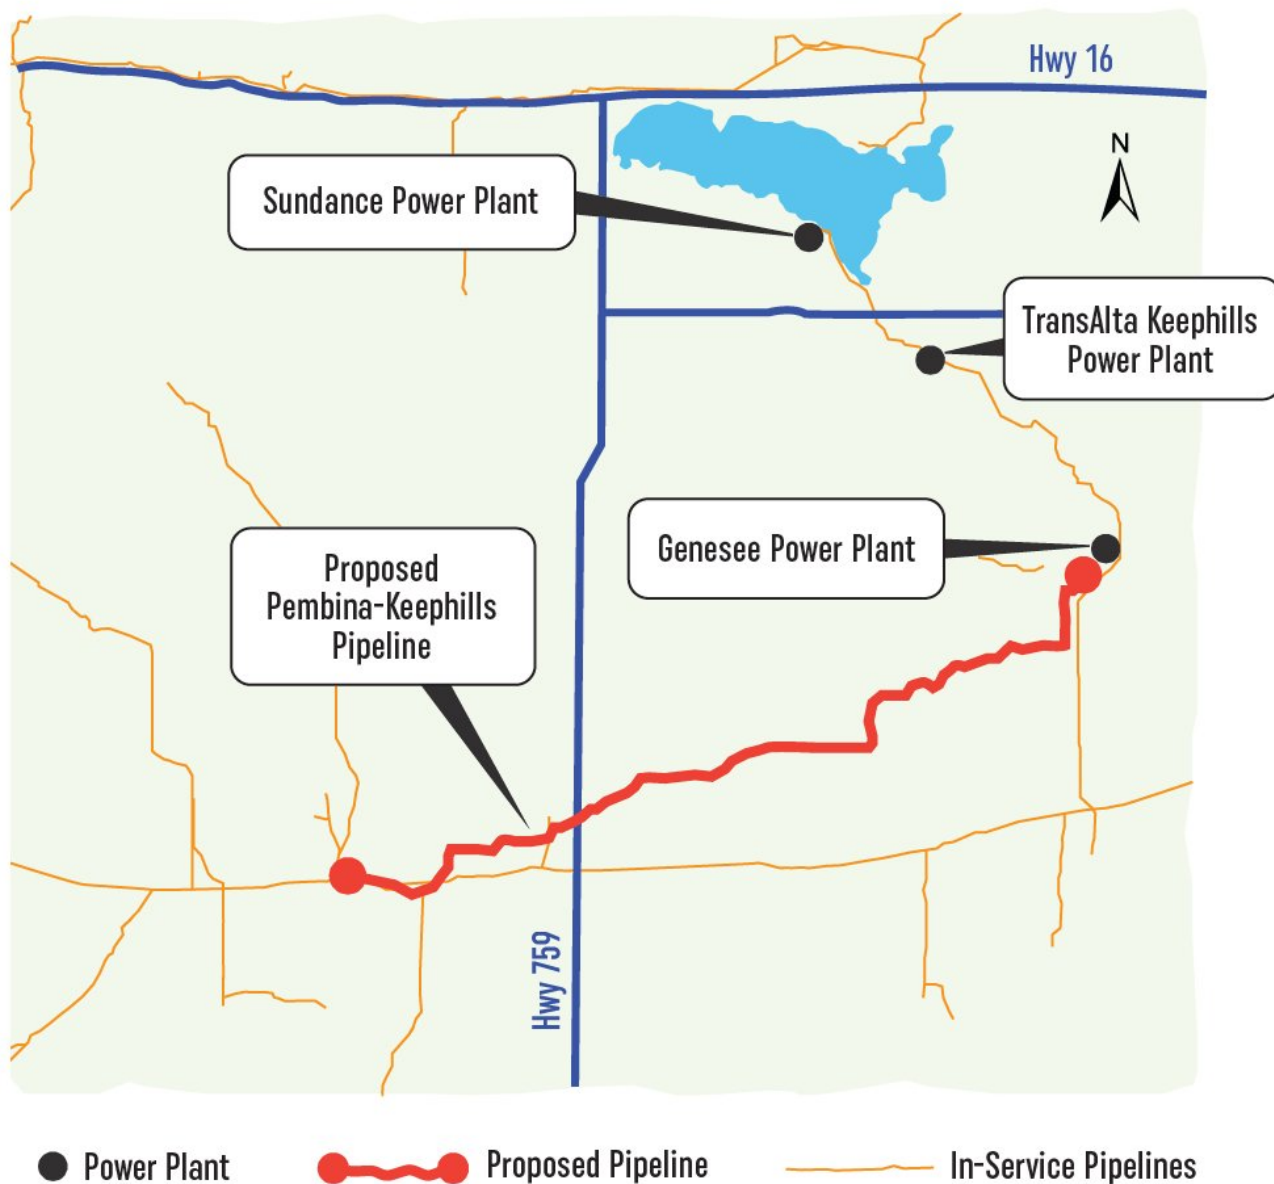 Hwy 16
N
Sundance Power Plant
TransAlta Keephills
Power Plant
Genesee Power Plant
Proposed
Pembina-Keephills
Pipeline
Hwy 759
Power Plant
Proposed Pipeline
In-Service Pipelines